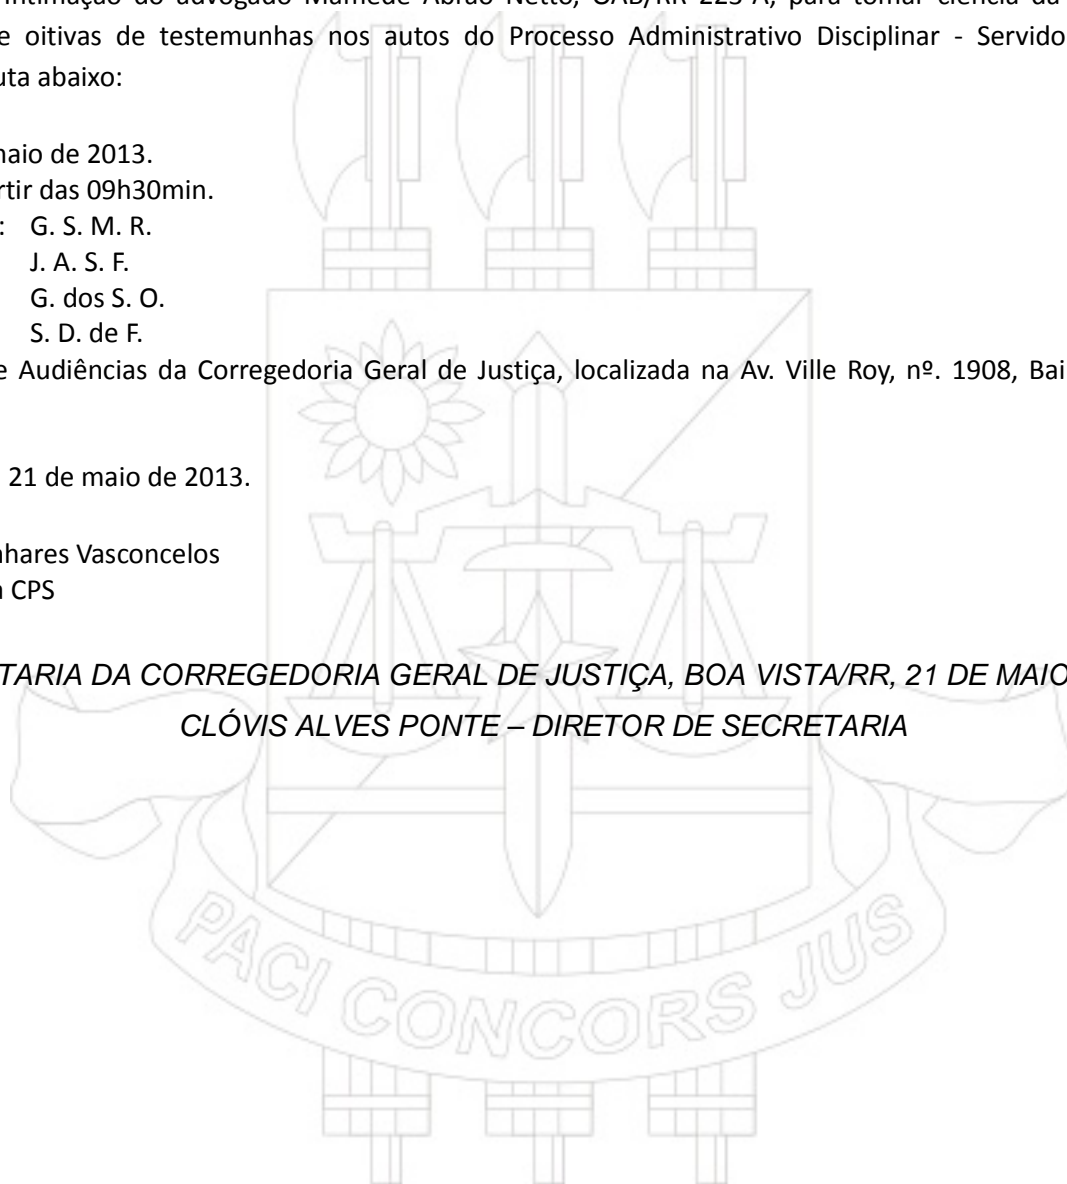 intimação do advogado Mamede Abrão Netto, OAB/RR 223-A, para tomar ciência da
e oitivas de testemunhas nos autos do Processo Administrativo Disciplinar - Servido
uta abaixo:
naio de 2013.
rtir das 09h30min.
: G. S. M. R.
J. A. S. F.
G. dos S. O.
S. D. de F.
e Audiências da Corregedoria Geral de Justiça, localizada na Av. Ville Roy, nº. 1908, Bai
21 de maio de 2013.
nhares Vasconcelos
a CPS
TARIA DA CORREGEDORIA GERAL DE JUSTIÇA, BOA VISTA/RR, 21 DE MAIO
CLÓVIS ALVES PONTE – DIRETOR DE SECRETARIA
PACI CONCORS JUS